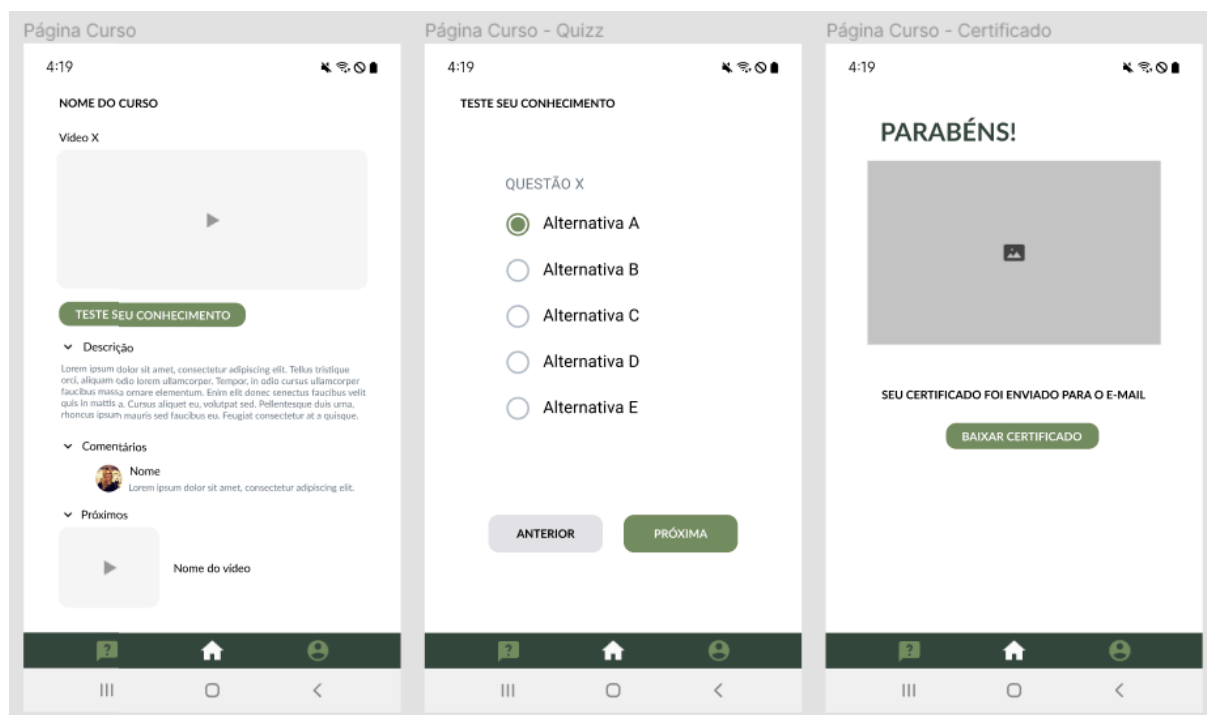 Página Curso
4:19
NOME DO CURSO
Vídeo X
TESTE SEU CONHECIMENTO
Descrição
Lorem ipsum dolor sit amet, consectetur adipiscing elit. Tellus tristique
orci, aliquam odio lorem ullamcorper. Tempor, in odio cursus ullamcorper
faucibus massa ornare elementum. Enim elit donec senectus faucibus velit
quis in mattis a. Cursus aliquet eu, volutpat sed. Pellentesque duis urna,
rhoncus ipsum mauris sed faucibus eu. Feugiat consectetur at a quisque.
Comentários
Nome
Lorem ipsum dolor sit amet, consectetur adipiscing elit.
Próximos
Nome do vídeo
?
Página Curso - Quizz
4:19
TESTE SEU CONHECIMENTO
QUESTÃO X
Alternativa A
Alternativa B
Alternativa C
Alternativa D
Alternativa E
ANTERIOR
PRÓXIMA
?
Página Curso - Certificado
4:19
PARABÉNS!
SEU CERTIFICADO FOI ENVIADO PARA O E-MAIL
BAIXAR CERTIFICADO
?